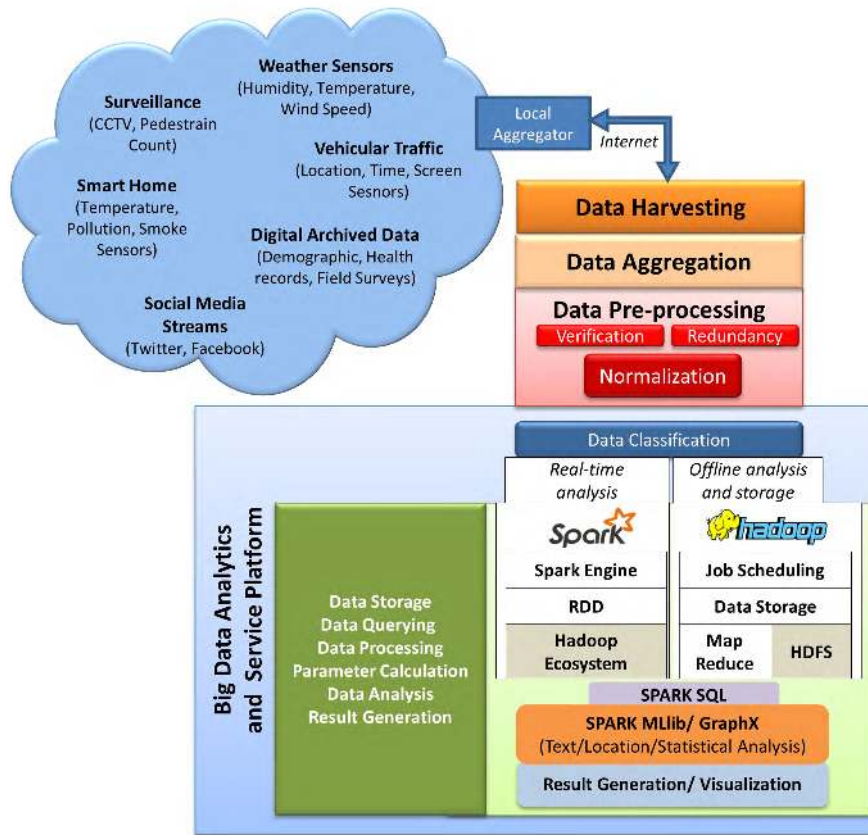 Weather Sensors
(Humidity, Temperature,
Wind Speed)
Surveillance
(CCTV, Pedestrain
Count)
Vehicular Traffic
(Location, Time, Screen
Sesnors)
Smart Home
(Temperature,
Pollution, Smoke
Sensors)
Digital Archived Data
(Demographic, Health
records, Field Surveys)
Social Media
Streams
(Twitter, Facebook)
Local
Aggregator
Internet
Data Harvesting
Data Aggregation
Data Pre-processing
Verification
Redundancy
Normalization
Big Data Analytics
and Service Platform
Data Classification
Real-time
analysis
Offline analysis
and storage
Spark
hadoop
Spark Engine
Job Scheduling
RDD
Data Storage
Hadoop
Ecosystem
Map
Reduce
HDFS
Data Storage
Data Querying
Data Processing
Parameter Calculation
Data Analysis
Result Generation
SPARK SQL
SPARK MLlib/ GraphX
(Text/Location/Statistical Analysis)
Result Generation/ Visualization